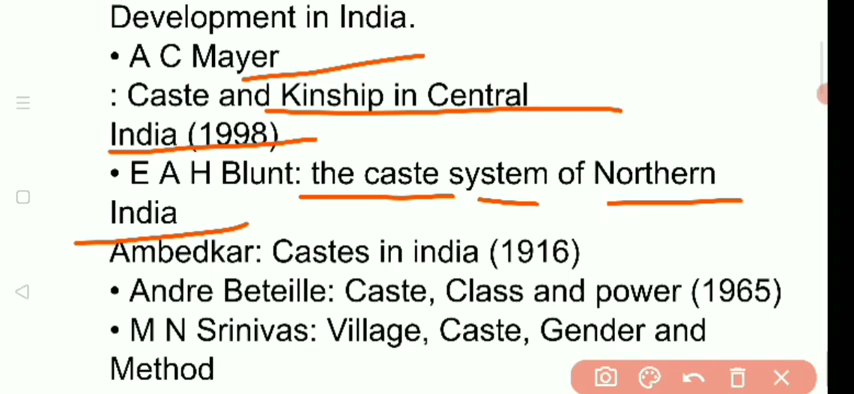 Development in India.
• A C Mayer
: Caste and Kinship in Central
India (1998)
• E A H Blunt: the caste system of Northern
India
Ambedkar: Castes in india (1916)
• Andre Beteille: Caste, Class and power (1965)
• M N Srinivas: Village, Caste, Gender and
Method